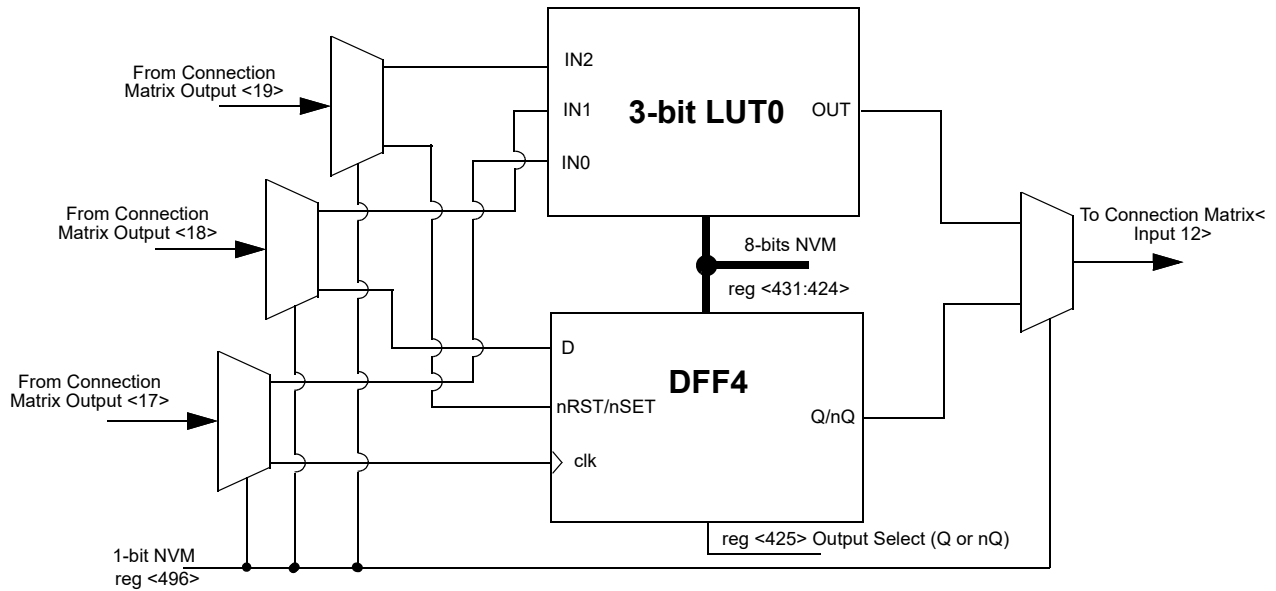 From Connection
Matrix Output <19>
IN2
IN1
IN0
3-bit LUT0
OUT
From Connection
Matrix Output <18>
To Connection Matrix<
Input 12>
8-bits NVM
reg <431:424>
From Connection
Matrix Output <17>
D
nRST/nSET
clk
DFF4
Q/nQ
reg <425> Output Select (Q or nQ)
1-bit NVM
reg <496>